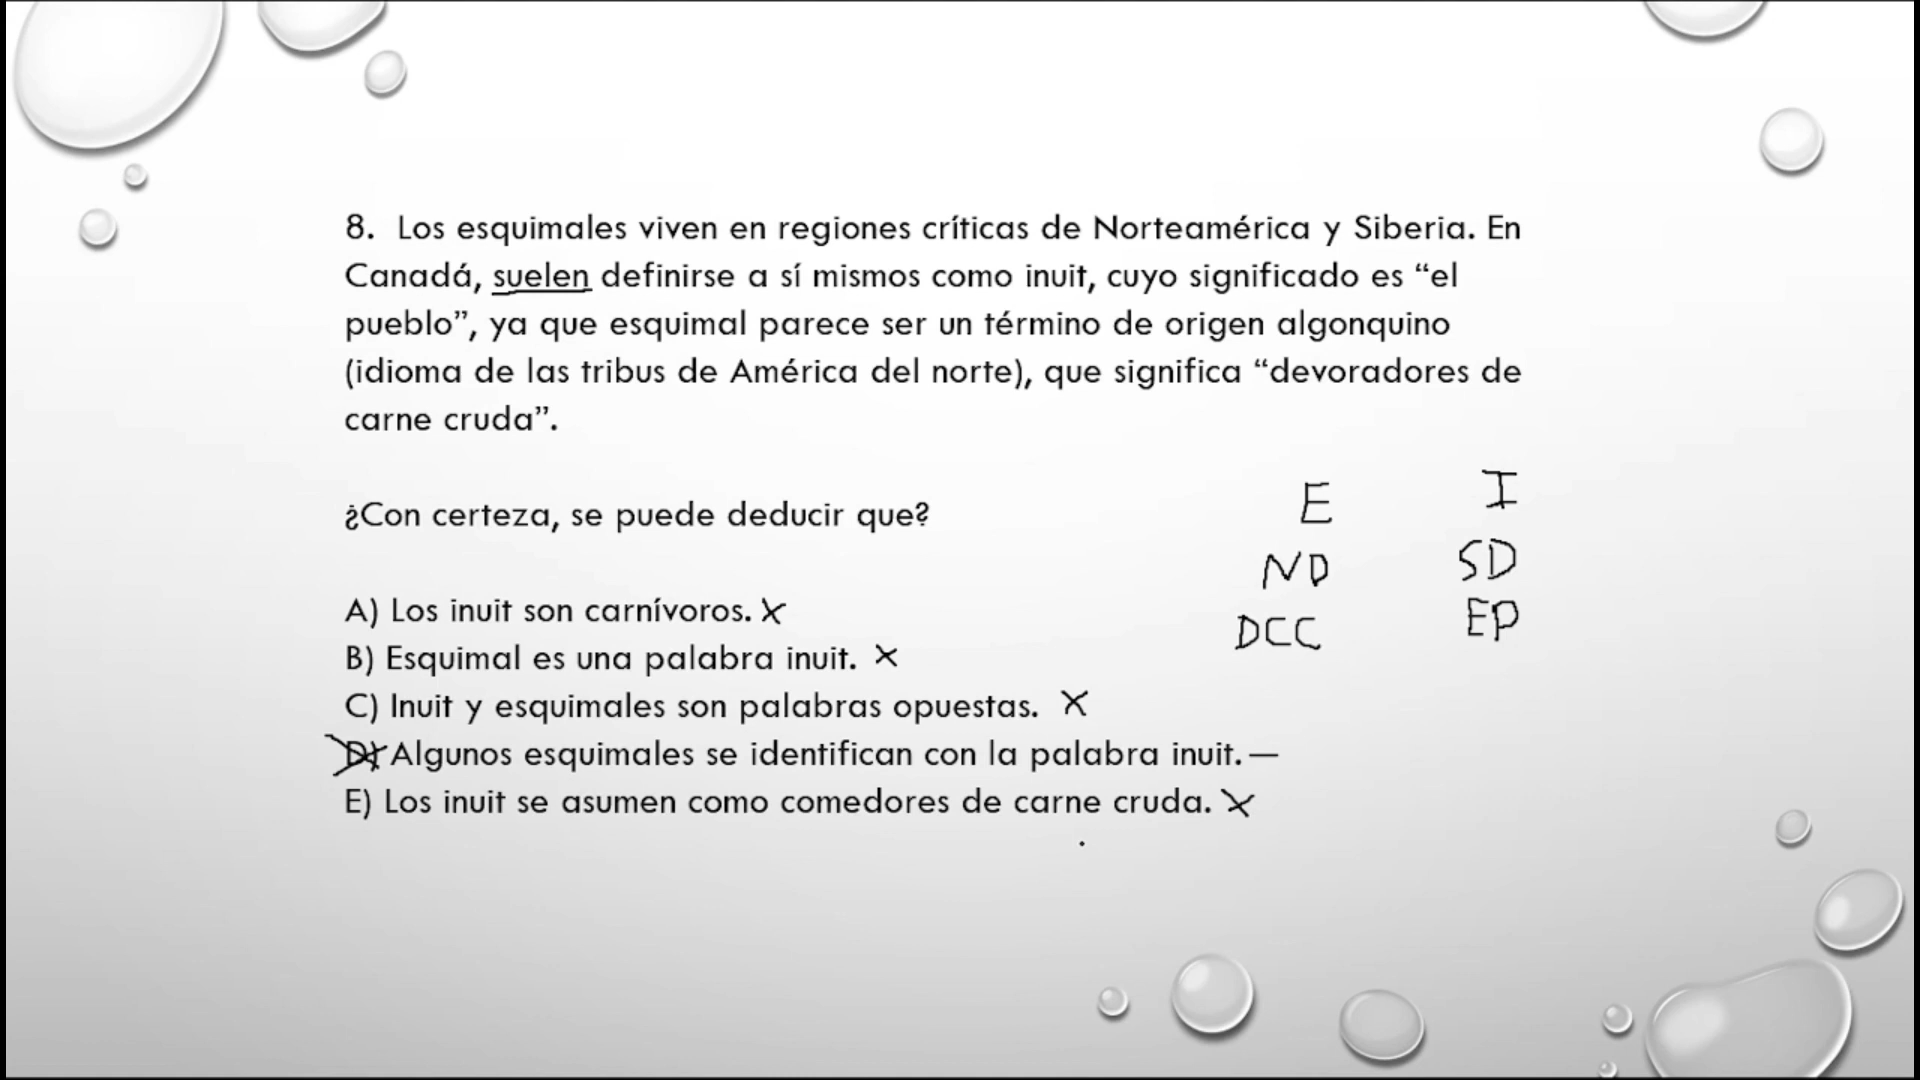 8. Los esquimales viven en regiones críticas de Norteamérica y Siberia. En
Canadá, suelen definirse a sí mismos como inuit, cuyo significado es “el
pueblo”, ya que esquimal parece ser un término de origen algonquino
(idioma de las tribus de América del norte), que significa “devoradores de
carne cruda”.
¿Con certeza, se puede deducir que?
E I
ND SD
DCC EP
A) Los inuit son carnívoros. X
B) Esquimal es una palabra inuit. X
C) Inuit y esquimales son palabras opuestas. X
D) Algunos esquimales se identifican con la palabra inuit. —
E) Los inuit se asumen como comedores de carne cruda. X